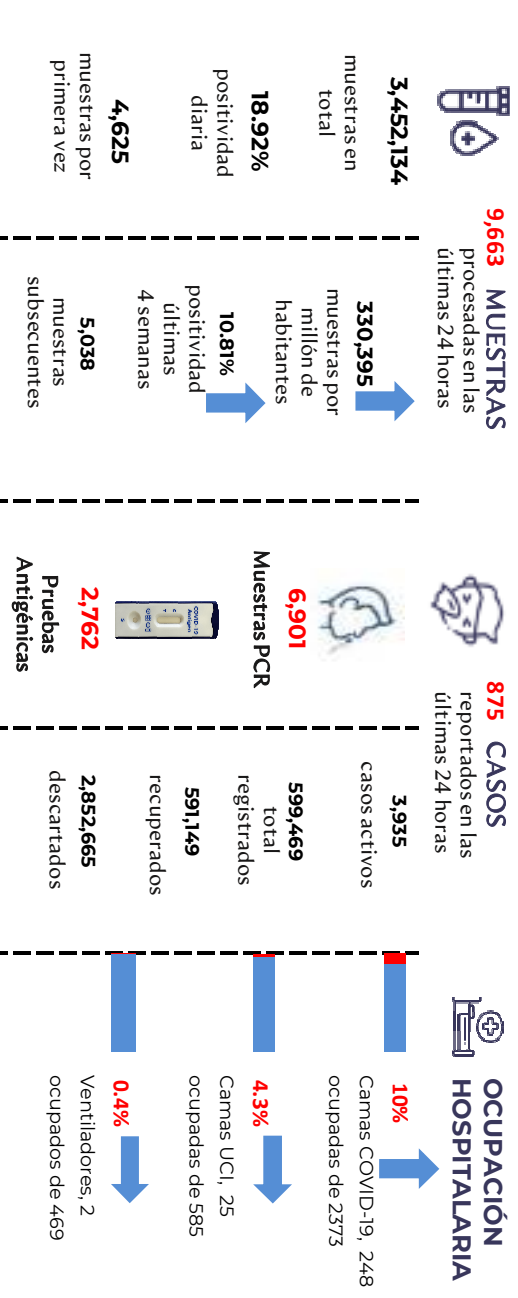 9,663 MUESTRAS
procesadas en las
últimas 24 horas
3,452,134
muestras en
total
18.92%
positividad
diaria
4,625
muestras por
primera vez
330,395
muestras por
millón de
habitantes
10.81%
positividad
últimas
4 semanas
5,038
muestras
subsecuentes
875 CASOS
reportados en las
últimas 24 horas
6,901
Muestras PCR
COVID-19
Antigen
C
T
S
2,762
Pruebas
Antigénicas
3,935
casos activos
599,469
total
registrados
591,149
recuperados
2,852,665
descartados
OCUPACIÓN
HOSPITALARIA
10%
Camas COVID-19, 248
ocupadas de 2373
4.3%
Camas UCI, 25
ocupadas de 585
0.4%
Ventiladores, 2
ocupados de 469